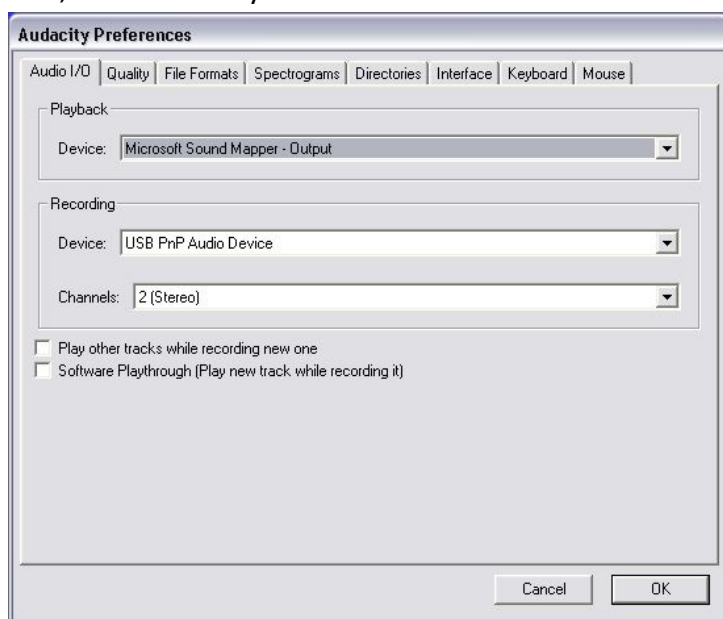 Audacity Preferences
Audio I/O Quality File Formats Spectrograms Directories Interface Keyboard Mouse
Playback
Device: Microsoft Sound Mapper - Output
Recording
Device: USB PnP Audio Device
Channels: 2 (Stereo)
Play other tracks while recording new one
Software Playthrough (Play new track while recording it)
Cancel OK